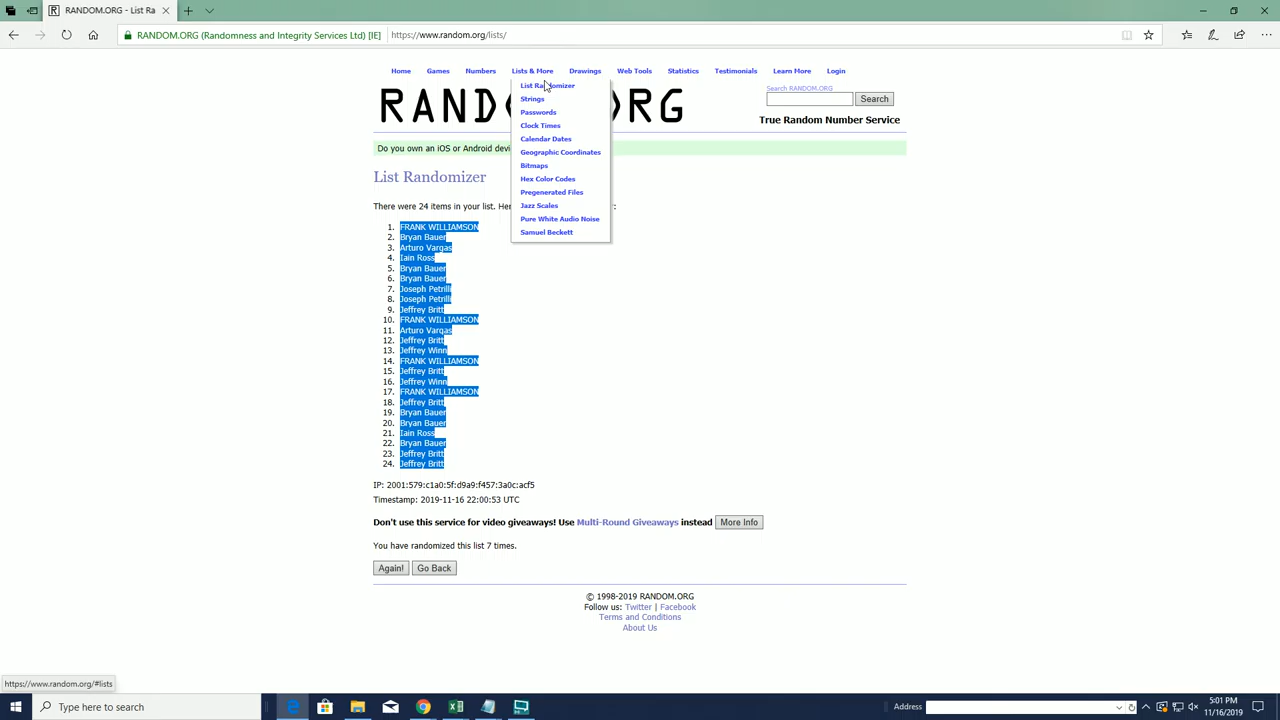 RANDOM.ORG
RANDOM.ORG (Randomness and Integrity Services Ltd) [IE]
https://www.random.org/lists/
Home
Games
Numbers
Lists & More
Drawings
Web Tools
Statistics
Testimonials
Learn More
Login
List Randomizer
Strings
Passwords
Clock Times
Calendar Dates
Geographic Coordinates
Bitmaps
Hex Color Codes
Pregenerated Files
Jazz Scales
Pure White Audio Noise
Samuel Beckett
Search RANDOM.ORG
Search
True Random Number Service
Do you own an iOS or Android devi
List Randomizer
There were 24 items in your list. Her
1. FRANK WILLIAMSON
2. Bryan Bauer
3. Arturo Vargas
4. Iain Ross
5. Bryan Bauer
6. Bryan Bauer
7. Joseph Petrilli
8. Joseph Petrilli
9. Jeffrey Britt
10. FRANK WILLIAMSON
11. Arturo Vargas
12. Jeffrey Britt
13. Jeffrey Winn
14. FRANK WILLIAMSON
15. Jeffrey Britt
16. Jeffrey Winn
17. FRANK WILLIAMSON
18. Jeffrey Britt
19. Bryan Bauer
20. Bryan Bauer
21. Iain Ross
22. Bryan Bauer
23. Jeffrey Britt
24. Jeffrey Britt
IP: 2001:579:c1a0:5f:d9a9:f457:3a0c:acf5
Timestamp: 2019-11-16 22:00:53 UTC
Don't use this service for video giveaways! Use Multi-Round Giveaways instead More Info
You have randomized this list 7 times.
Again! Go Back
© 1998-2019 RANDOM.ORG
Follow us: Twitter | Facebook
Terms and Conditions
About Us
https://www.random.org/#lists
Type here to search
Address
5:01 PM
11/16/2019